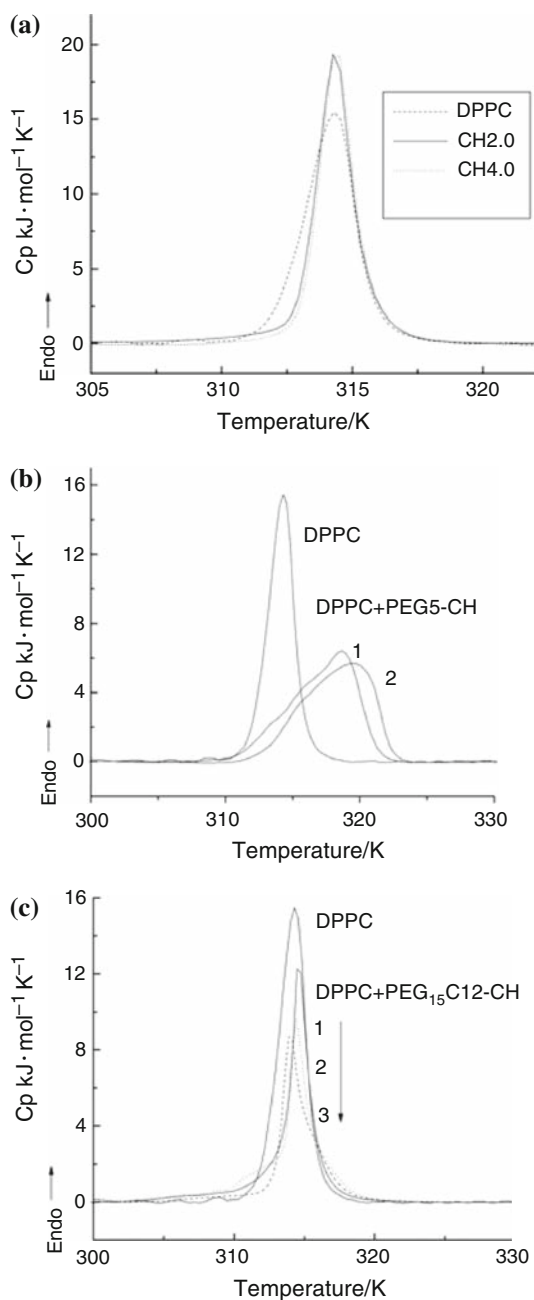 (a)
20
15
10
5
0
Cp kJ·mol⁻¹ K⁻¹
Endo
DPPC
CH2.0
CH4.0
305
310
315
320
Temperature/K
(b)
16
12
8
4
0
Cp kJ·mol⁻¹ K⁻¹
Endo
DPPC
DPPC+PEG5-CH
1
2
300
310
320
330
Temperature/K
(c)
16
12
8
4
0
Cp kJ·mol⁻¹ K⁻¹
Endo
DPPC
DPPC+PEG₁₅C12-CH
1
2
3
300
310
320
330
Temperature/K